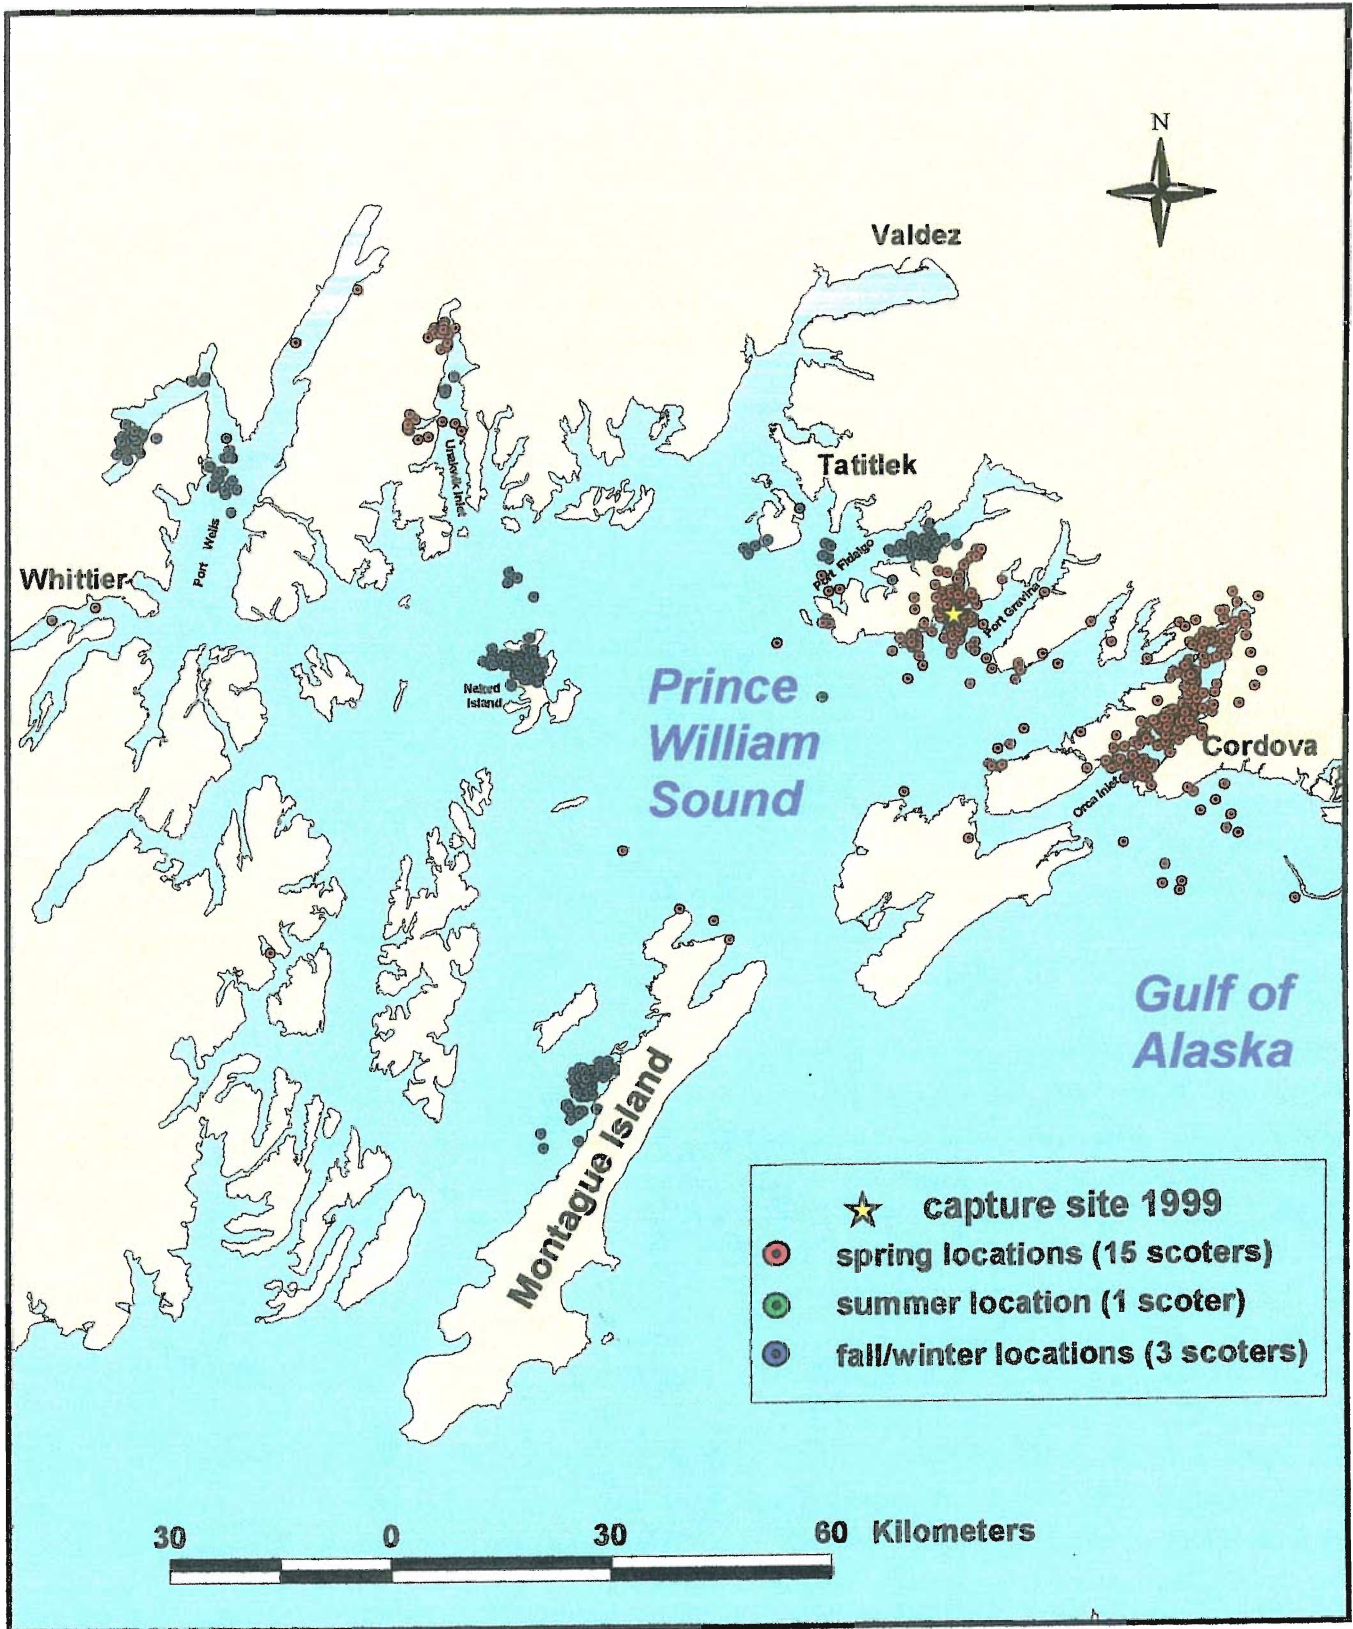 N
Valdez
Tatitlek
Unakwik Inlet
Port Wells
Port Fidalgo
Whittier
Port Gravina
Naked
Island
Prince
William
Sound
Cordova
Orca Inlet
Gulf of
Alaska
Montague Island
capture site 1999
spring locations (15 scoters)
summer location (1 scoter)
fall/winter locations (3 scoters)
30 0 30 60 Kilometers